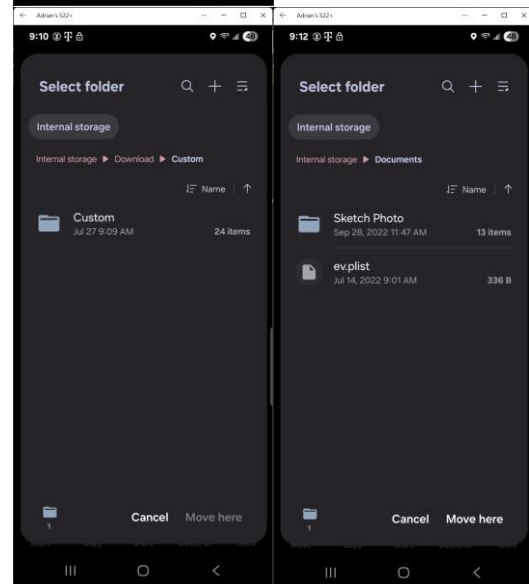 Adrian's S22+
9:10
48
Select folder
Internal storage
Internal storage ▶ Download ▶ Custom
Name
Custom
Jul 27 9:09 AM
24 items
1
Cancel
Move here
Adrian's S22+
9:12
48
Select folder
Internal storage
Internal storage ▶ Documents
Name
Sketch Photo
Sep 28, 2022 11:47 AM
13 items
ev.plist
Jul 14, 2022 9:01 AM
336 B
1
Cancel
Move here